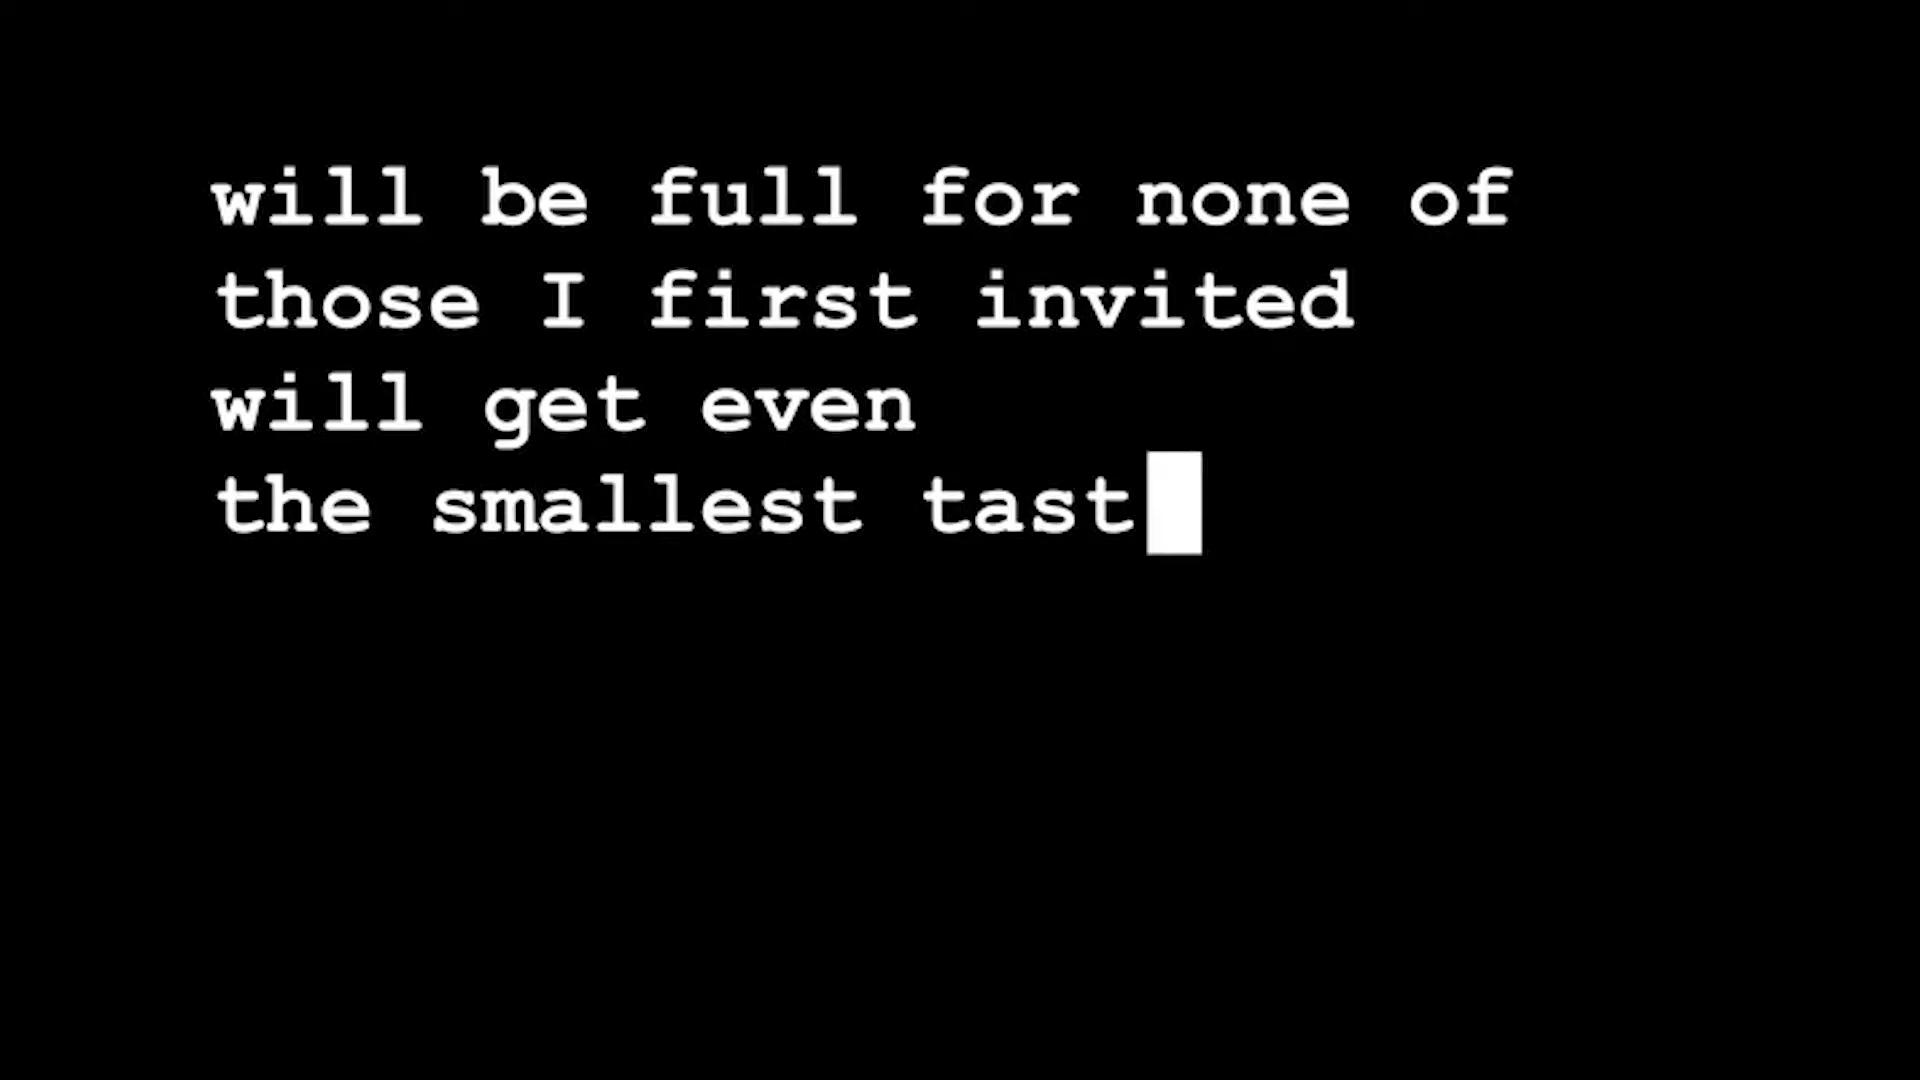 will be full for none of
those I first invited
will get even
the smallest tast